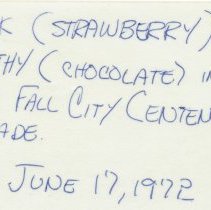 K (STRAWBERRY)
THY (CHOCOLATE) IN
FALL CITY CENTEN
ADE.
JUNE 17, 1972